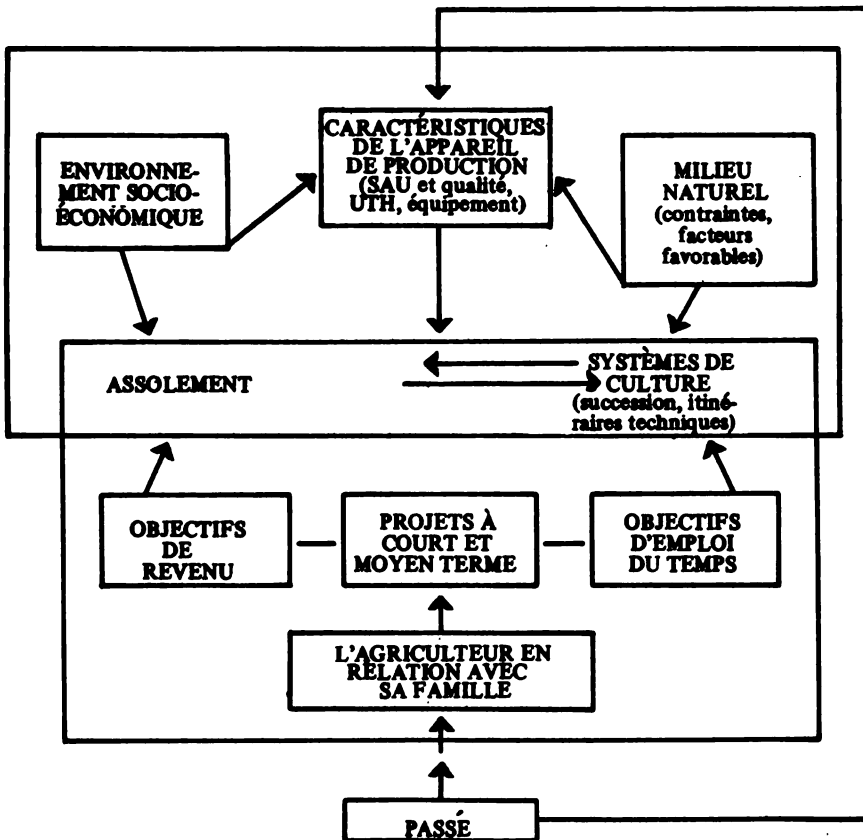 ENVIRONNE-
MENT SOCIO-
ÉCONOMIQUE
CARACTÉRISTIQUES
DE L'APPAREIL
DE PRODUCTION
(SAU et qualité,
UTH, équipement)
MILIEU
NATUREL
(contraintes,
facteurs
favorables)
ASSOLEMENT
SYSTÈMES DE
CULTURE
(succession, itiné-
raires techniques)
OBJECTIFS
DE
REVENU
PROJETS À
COURT ET
MOYEN TERME
OBJECTIFS
D'EMPLOI
DU TEMPS
L'AGRICULTEUR EN
RELATION AVEC
SA FAMILLE
PASSÉ